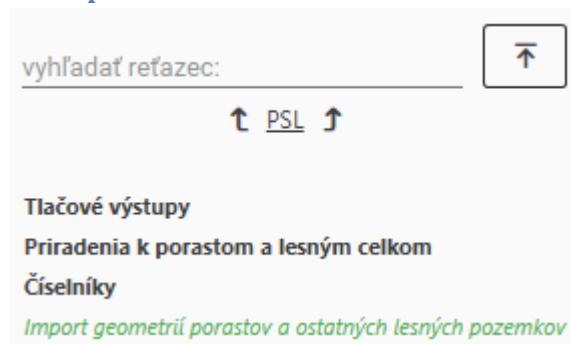 vyhľadať reťazec:
PSL
Tlačové výstupy
Priradenia k porastom a lesným celkom
Číselníky
Import geometrií porastov a ostatných lesných pozemkov